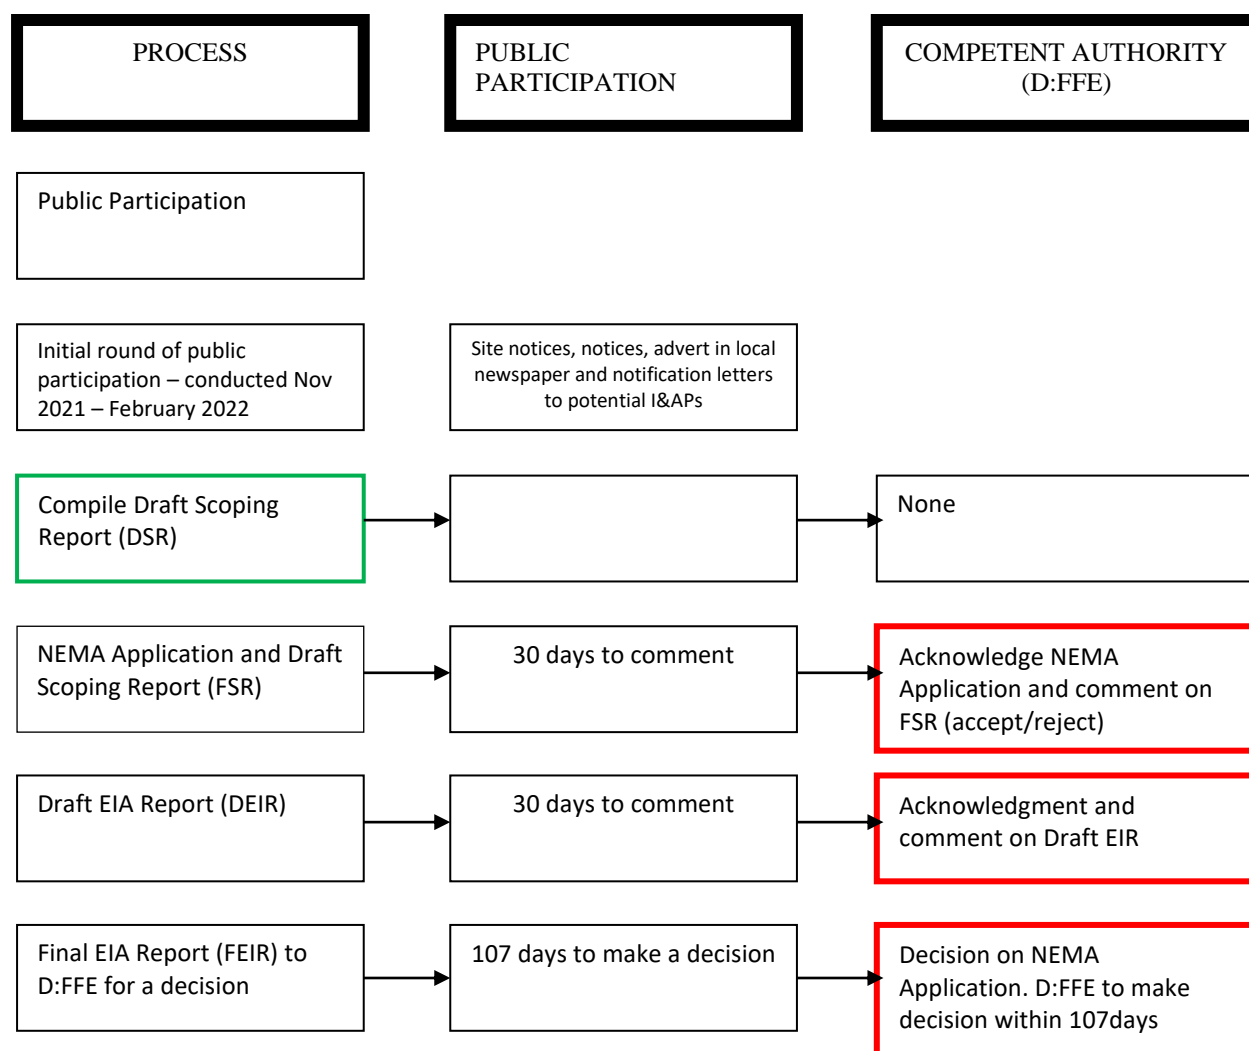 PROCESS
PUBLIC
PARTICIPATION
COMPETENT AUTHORITY
(D:FFE)
Public Participation
Initial round of public
participation – conducted Nov
2021 – February 2022
Site notices, notices, advert in local
newspaper and notification letters
to potential I&APs
Compile Draft Scoping
Report (DSR)
None
NEMA Application and Draft
Scoping Report (FSR)
30 days to comment
Acknowledge NEMA
Application and comment on
FSR (accept/reject)
Draft EIA Report (DEIR)
30 days to comment
Acknowledgment and
comment on Draft EIR
Final EIA Report (FEIR) to
D:FFE for a decision
107 days to make a decision
Decision on NEMA
Application. D:FFE to make
decision within 107days